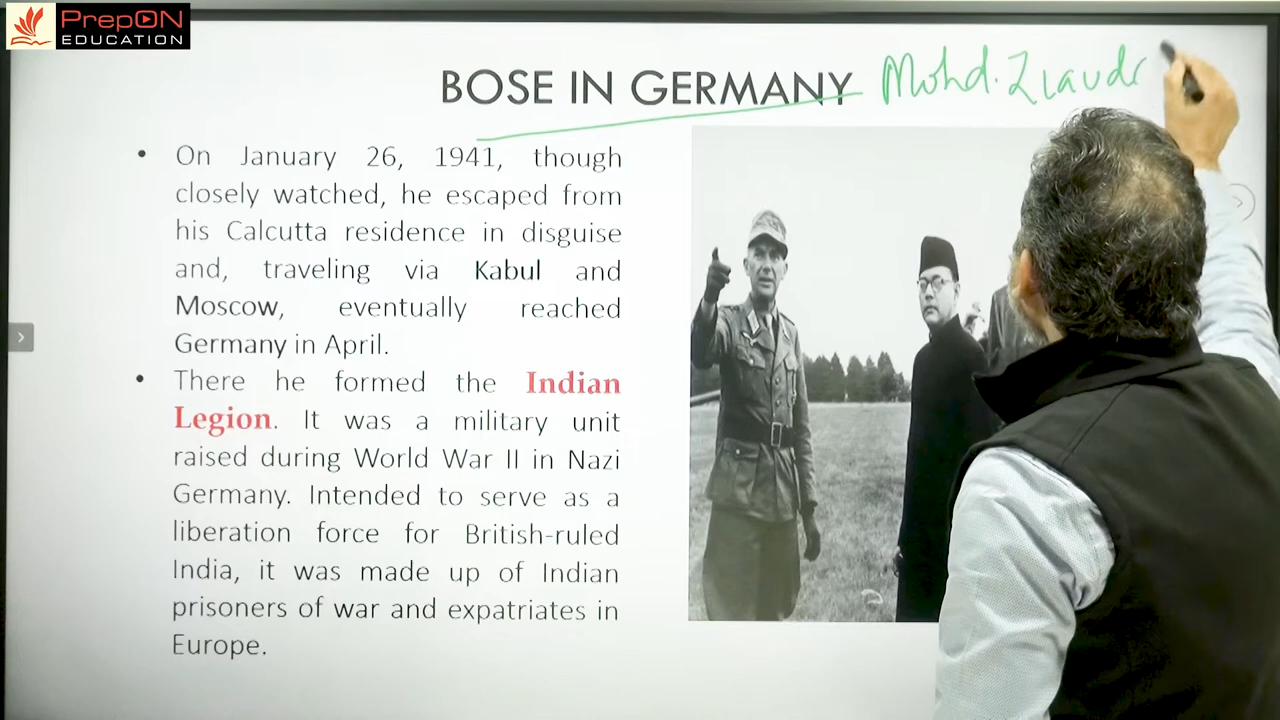 PrepON
EDUCATION
BOSE IN GERMANY
Mohd.
• On January 26, 1941, though
closely watched, he escaped from
his Calcutta residence in disguise
and, traveling via Kabul and
Moscow, eventually reached
Germany in April.
• There he formed the Indian
Legion. It was a military unit
raised during World War II in Nazi
Germany. Intended to serve as a
liberation force for British-ruled
India, it was made up of Indian
prisoners of war and expatriates in
Europe.